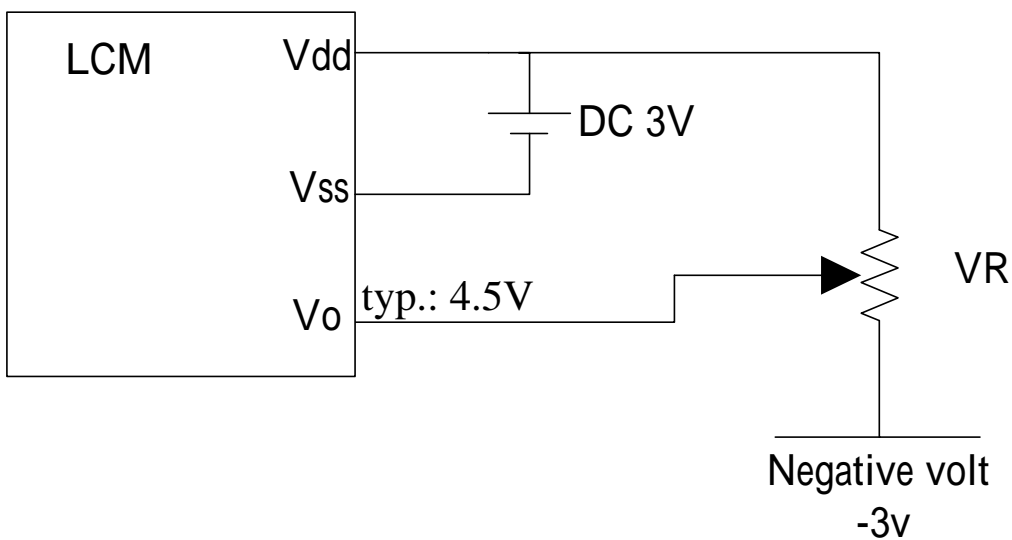 LCM
Vdd
DC 3V
Vss
VR
typ.: 4.5V
Vo
Negative volt
-3v